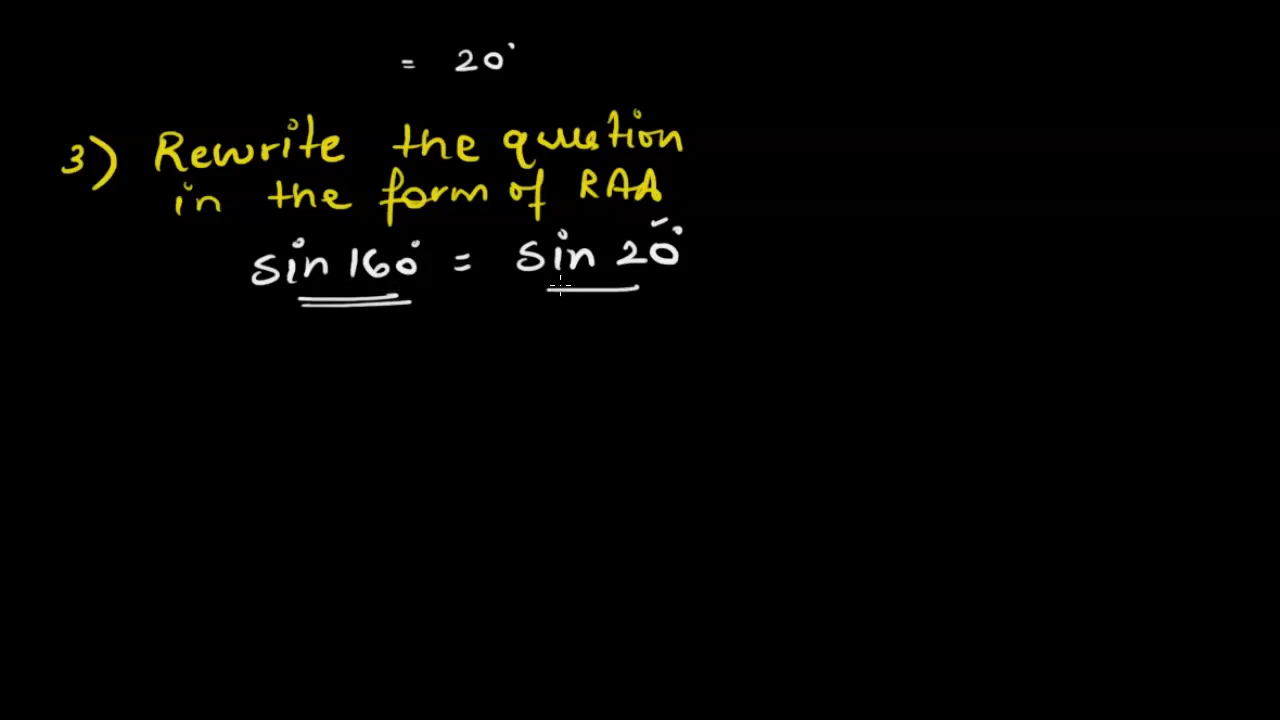 = 20°
3) Rewrite the question
in the form of RAA
sin 160° = sin 20°